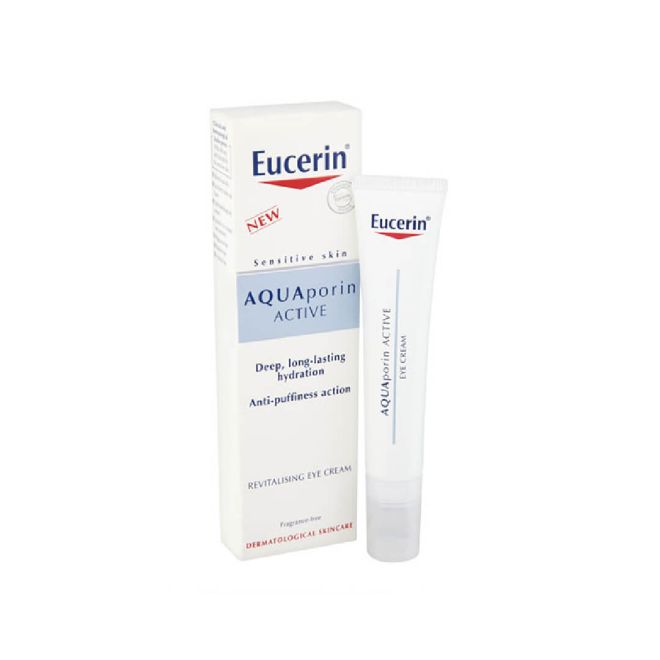 Eucerin®
NEW
Sensitive skin
AQUAporin
ACTIVE
Deep, long-lasting
hydration
Anti-puffiness action
REVITALISING EYE CREAM
Fragrance-free
DERMATOLOGICAL SKINCARE
Eucerin®
AQUAporin ACTIVE
EYE CREAM